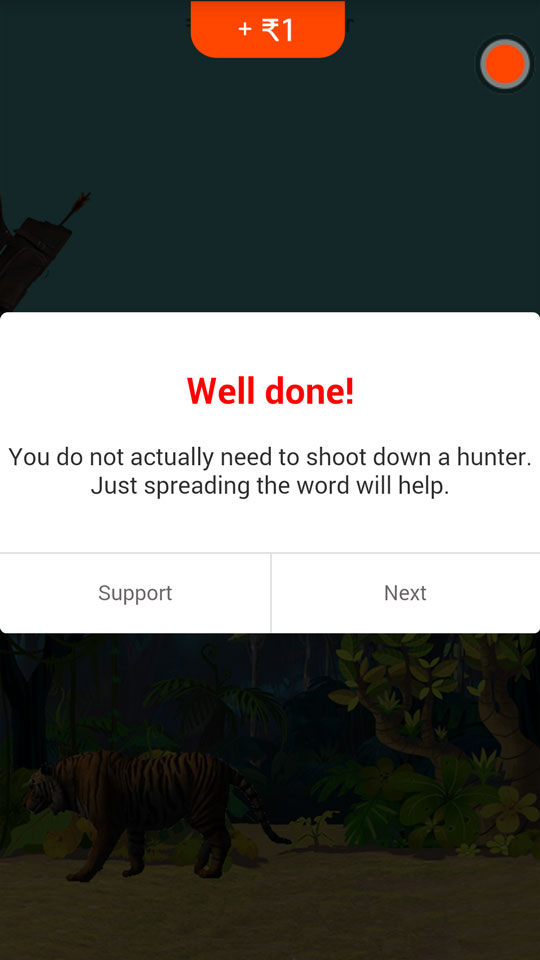 + ₹1
Well done!
You do not actually need to shoot down a hunter.
Just spreading the word will help.
Support
Next